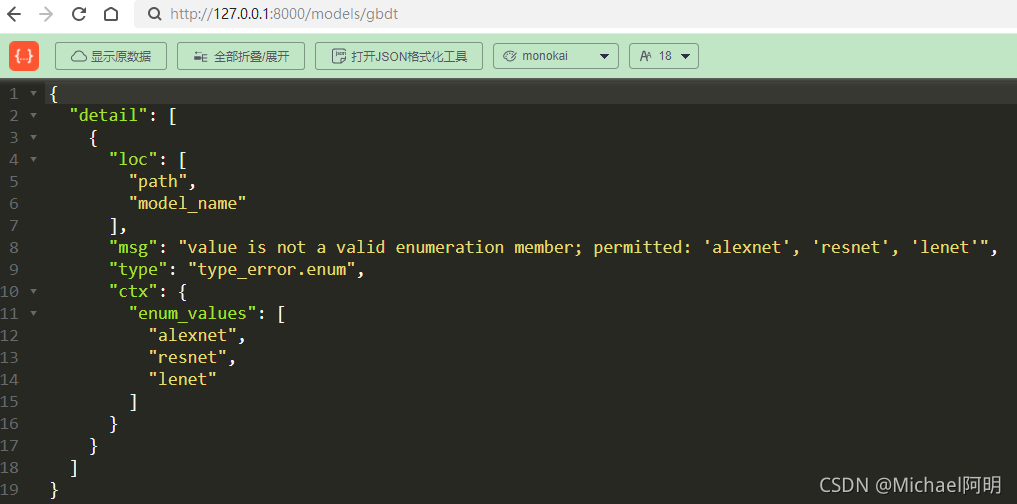 http://127.0.0.1:8000/models/gbdt
{..} 显示原数据 全部折叠/展开 打开JSON格式化工具 monokai 18
1 {
2   "detail": [
3     {
4       "loc": [
5         "path",
6         "model_name"
7       ],
8       "msg": "value is not a valid enumeration member; permitted: 'alexnet', 'resnet', 'lenet'",
9       "type": "type_error.enum",
10       "ctx": {
11         "enum_values": [
12           "alexnet",
13           "resnet",
14           "lenet"
15         ]
16       }
17     }
18   ]
19 }
CSDN @Michael阿明